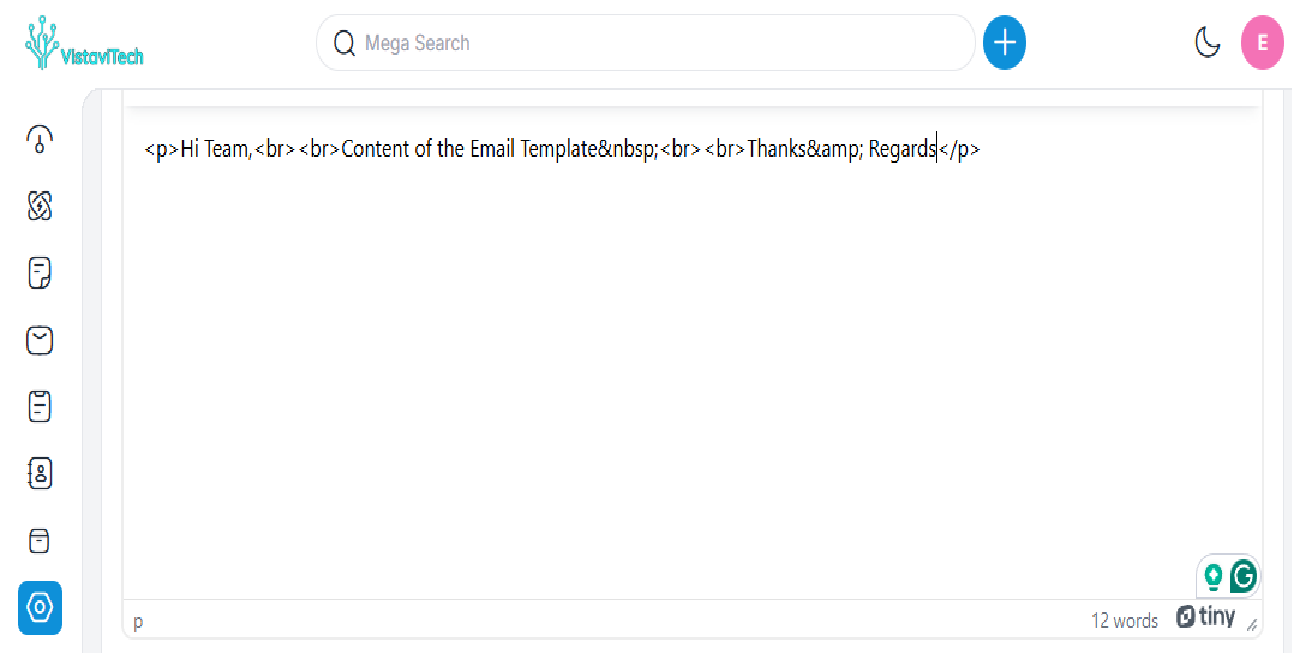 VistaviTech
Mega Search
E
<p>Hi Team,<br><br>Content of the Email Template&nbsp;<br><br>Thanks&amp; Regards</p>
G
p
12 words
tiny